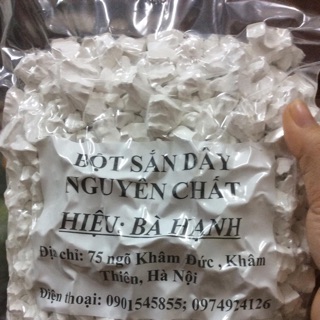 BỘT SẮN DÂY
NGUYÊN CHẤT
HIỆU: BÀ HẠNH
Địa chỉ: 75 ngõ Khâm Đức , Khâm
Thiên, Hà Nội
Điện thoại: 0901545855; 0974924126